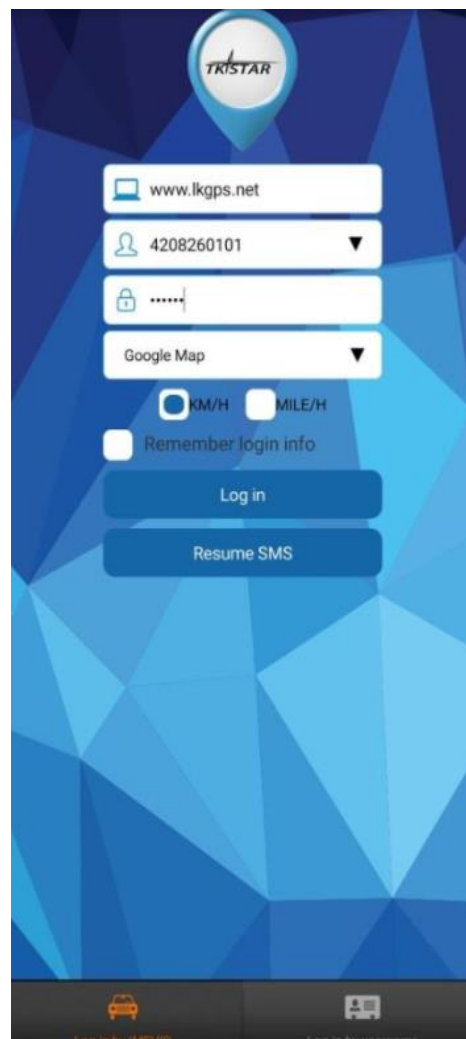 TKSTAR
www.lkgps.net
4208260101
••••••
Google Map
KM/H MILE/H
Remember login info
Log in
Resume SMS